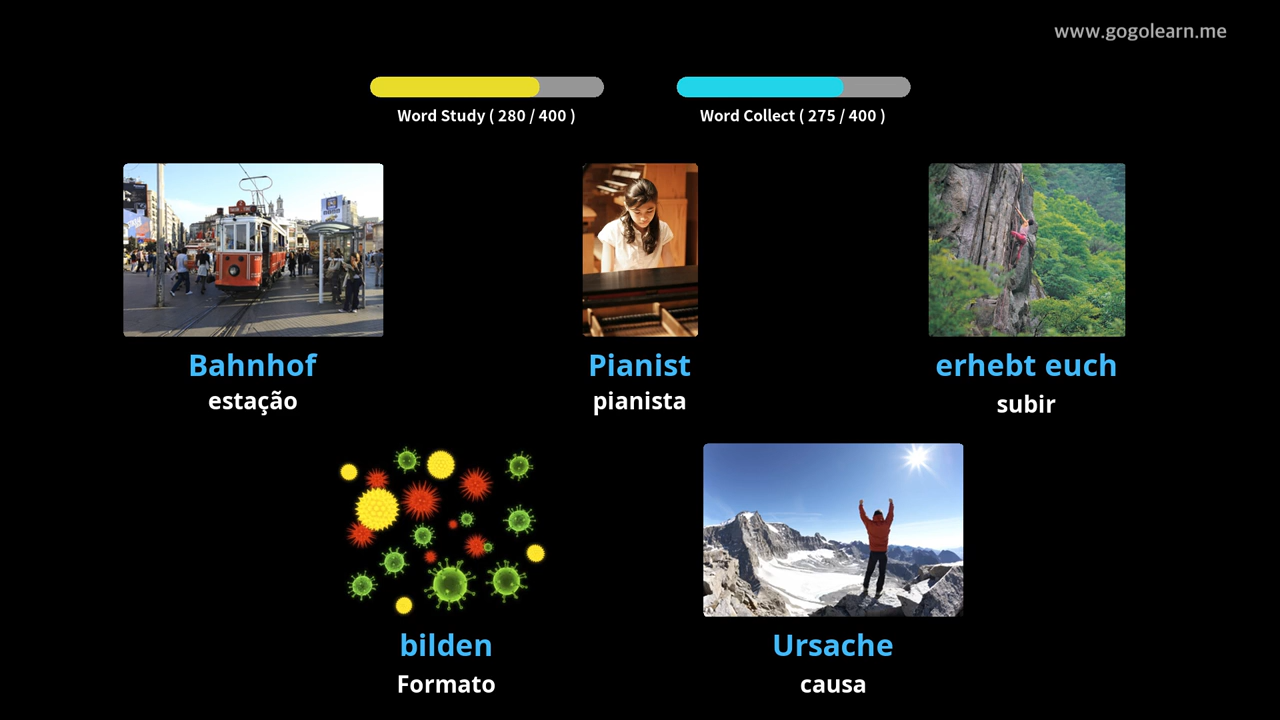 www.gogolearn.me
Word Study ( 280 / 400 )
Word Collect ( 275 / 400 )
Bahnhof
estação
Pianist
pianista
erhebt euch
subir
bilden
Formato
Ursache
causa